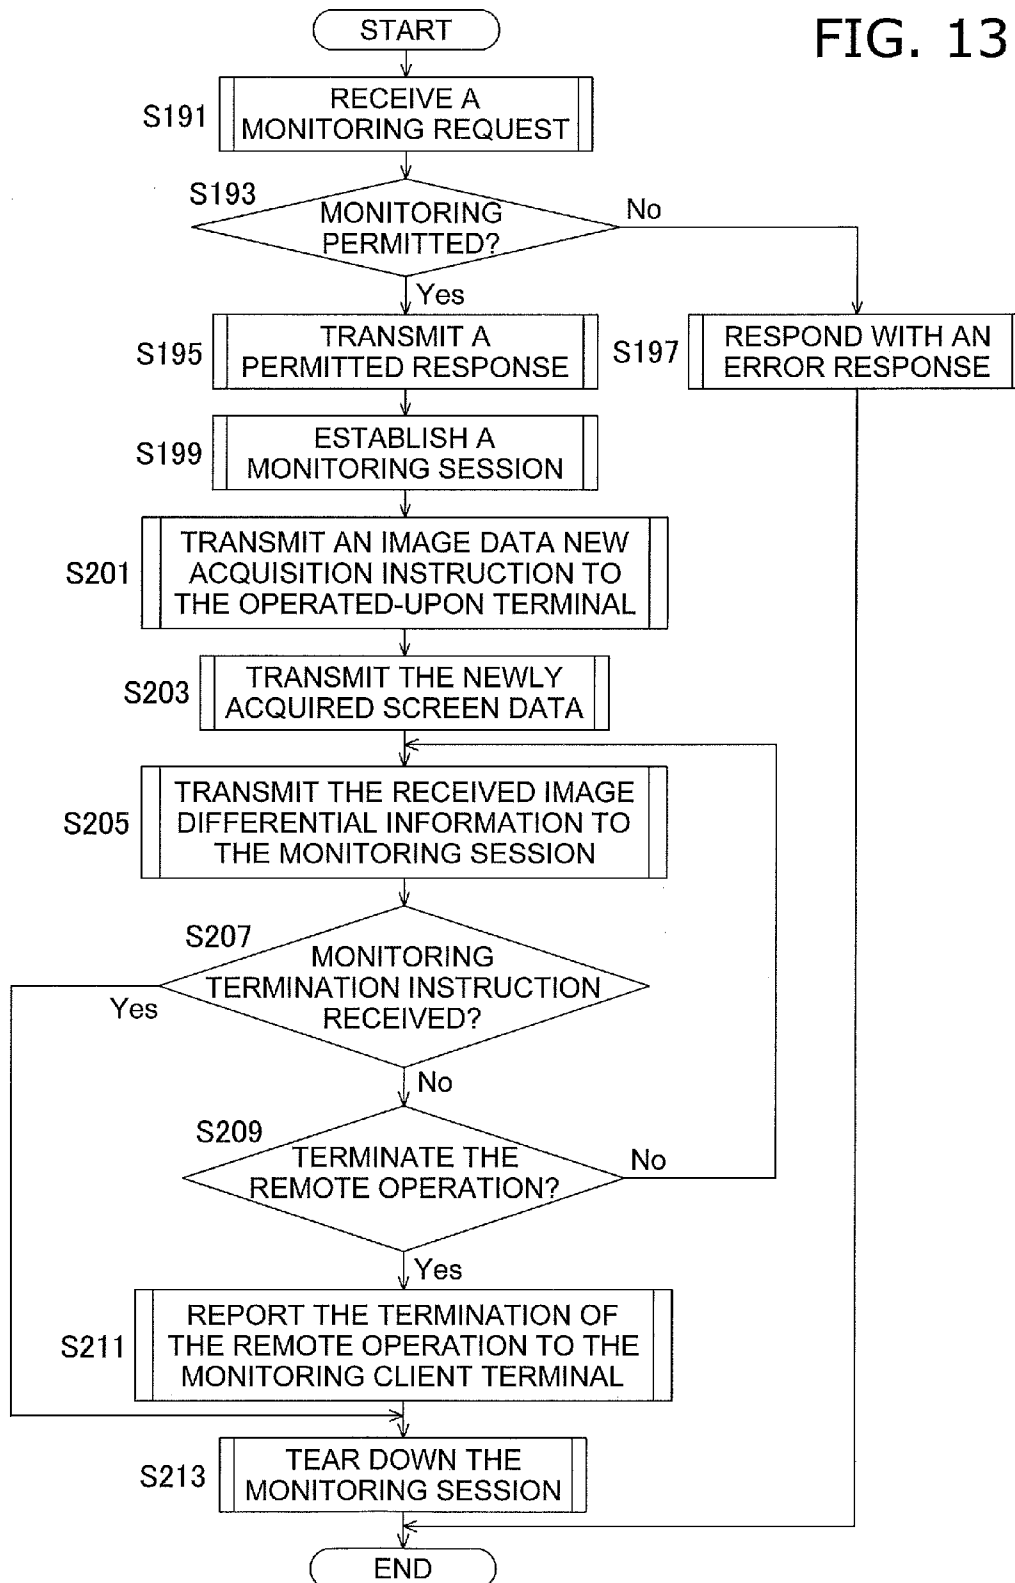 FIG. 13
START
S191
RECEIVE A
MONITORING REQUEST
S193
MONITORING
PERMITTED?
No
Yes
S195
TRANSMIT A
PERMITTED RESPONSE
S197
RESPOND WITH AN
ERROR RESPONSE
S199
ESTABLISH A
MONITORING SESSION
S201
TRANSMIT AN IMAGE DATA NEW
ACQUISITION INSTRUCTION TO
THE OPERATED-UPON TERMINAL
S203
TRANSMIT THE NEWLY
ACQUIRED SCREEN DATA
S205
TRANSMIT THE RECEIVED IMAGE
DIFFERENTIAL INFORMATION TO
THE MONITORING SESSION
S207
MONITORING
TERMINATION INSTRUCTION
RECEIVED?
Yes
No
S209
TERMINATE THE
REMOTE OPERATION?
No
Yes
S211
REPORT THE TERMINATION OF
THE REMOTE OPERATION TO THE
MONITORING CLIENT TERMINAL
S213
TEAR DOWN THE
MONITORING SESSION
END